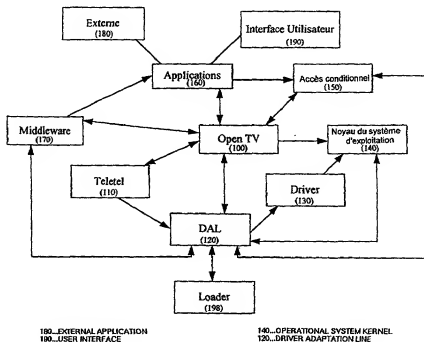 Externe
(180)
Interface Utilisateur
(190)
Applications
(160)
Accès conditionnel
(150)
Middleware
(170)
Open TV
(100)
Noyau du système
d'exploitation
(140)
Teletel
(110)
Driver
(130)
DAL
(120)
Loader
(198)
180...EXTERNAL APPLICATION
190...USER INTERFACE
140...OPERATIONAL SYSTEM KERNEL
120...DRIVER ADAPTATION LINE